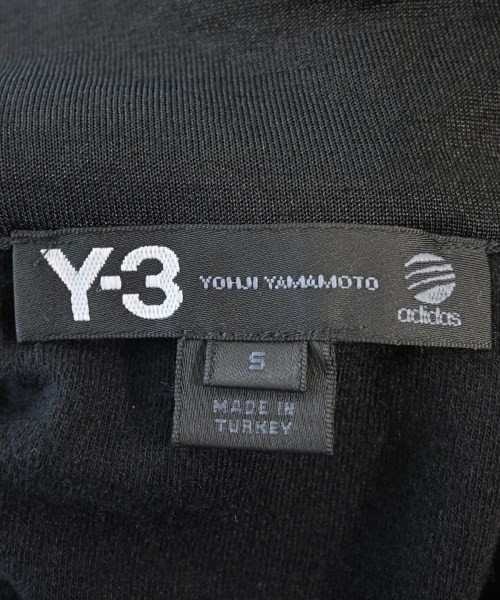 Y-3 YOHJI YAMAMOTO adidas
S
MADE IN
TURKEY